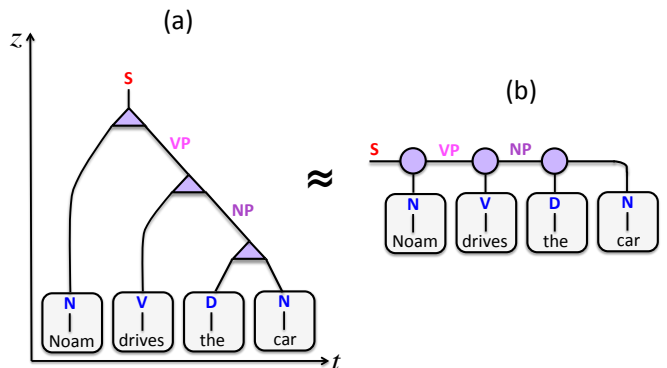 (a)
z
S
VP
NP
N V D N
Noam drives the car
t
≈
(b)
S VP NP
N V D N
Noam drives the car